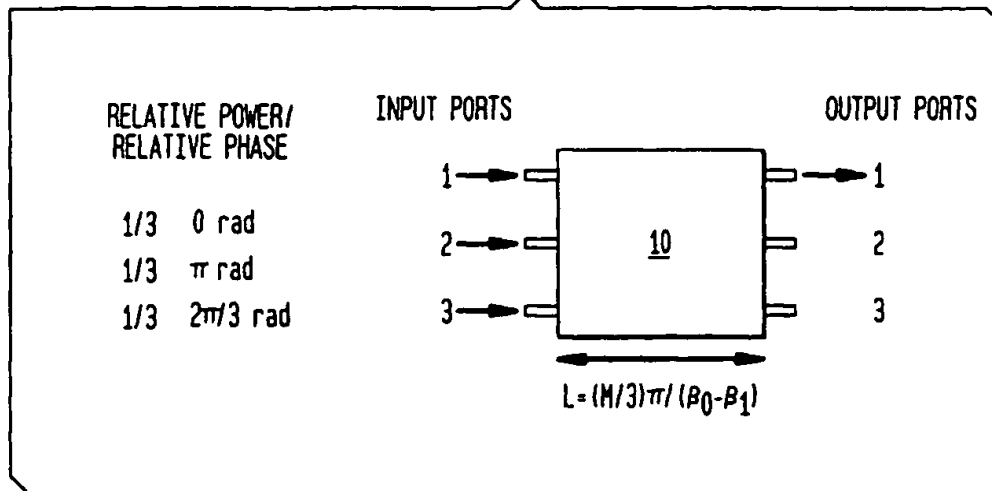 RELATIVE POWER/
RELATIVE PHASE
1/3 0 rad
1/3 π rad
1/3 2π/3 rad
INPUT PORTS
1
2
3
10
OUTPUT PORTS
1
2
3
L=(M/3)π/(β0-β1)